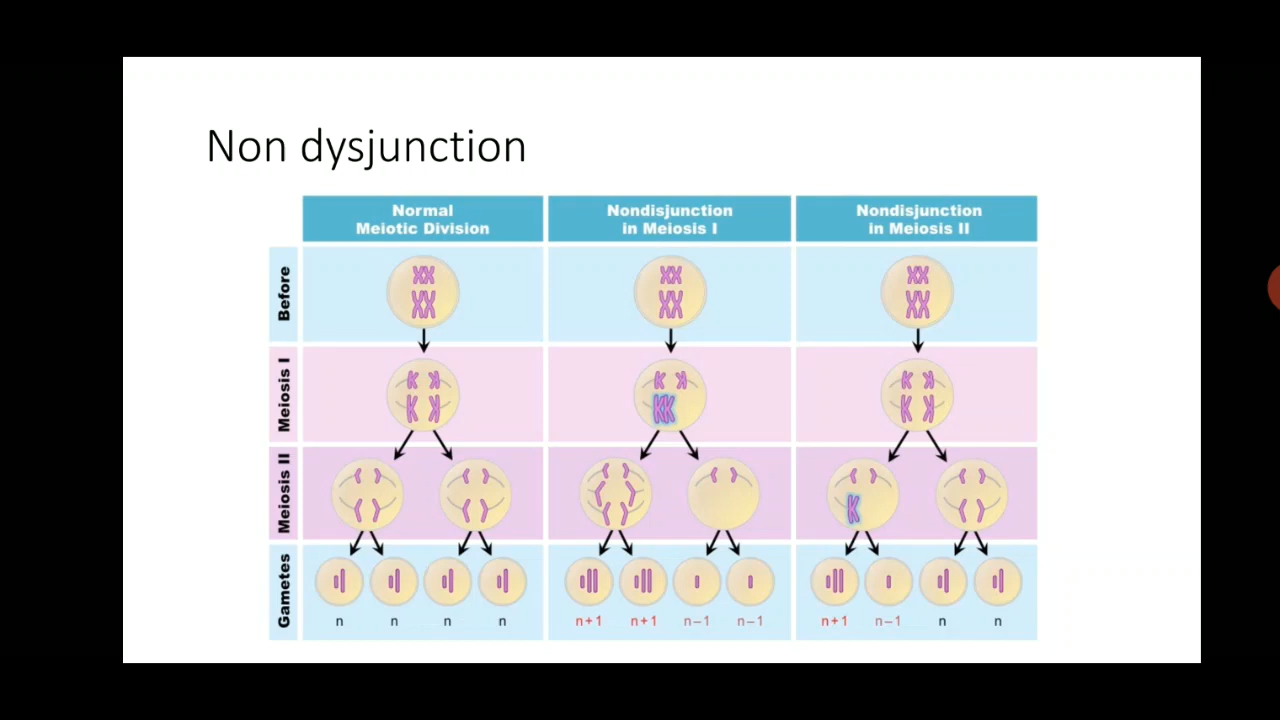 Non dysjunction
Normal
Meiotic Division
Nondisjunction
in Meiosis I
Nondisjunction
in Meiosis II
Before
Meiosis I
Meiosis II
Gametes
n n n n
n+1 n+1 n–1 n–1
n+1 n–1 n n